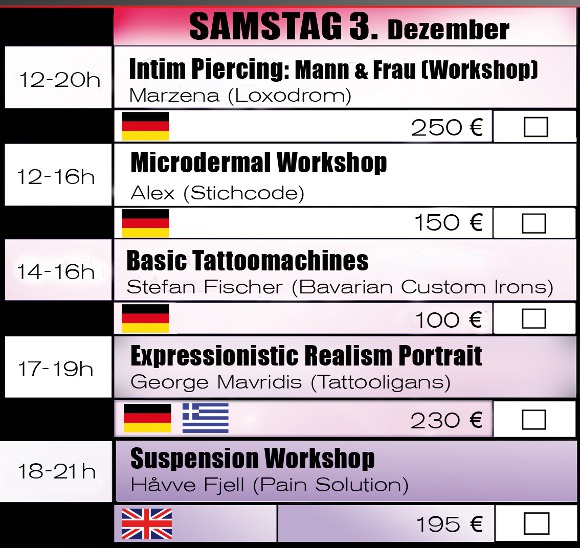 SAMSTAG 3. Dezember
12-20h
Intim Piercing: Mann & Frau (Workshop)
Marzena (Loxodrom)
250 €
12-16h
Microdermal Workshop
Alex (Stichcode)
150 €
14-16h
Basic Tattoomachines
Stefan Fischer (Bavarian Custom Irons)
100 €
17-19h
Expressionistic Realism Portrait
George Mavridis (Tattooligans)
230 €
18-21h
Suspension Workshop
Håvve Fjell (Pain Solution)
195 €